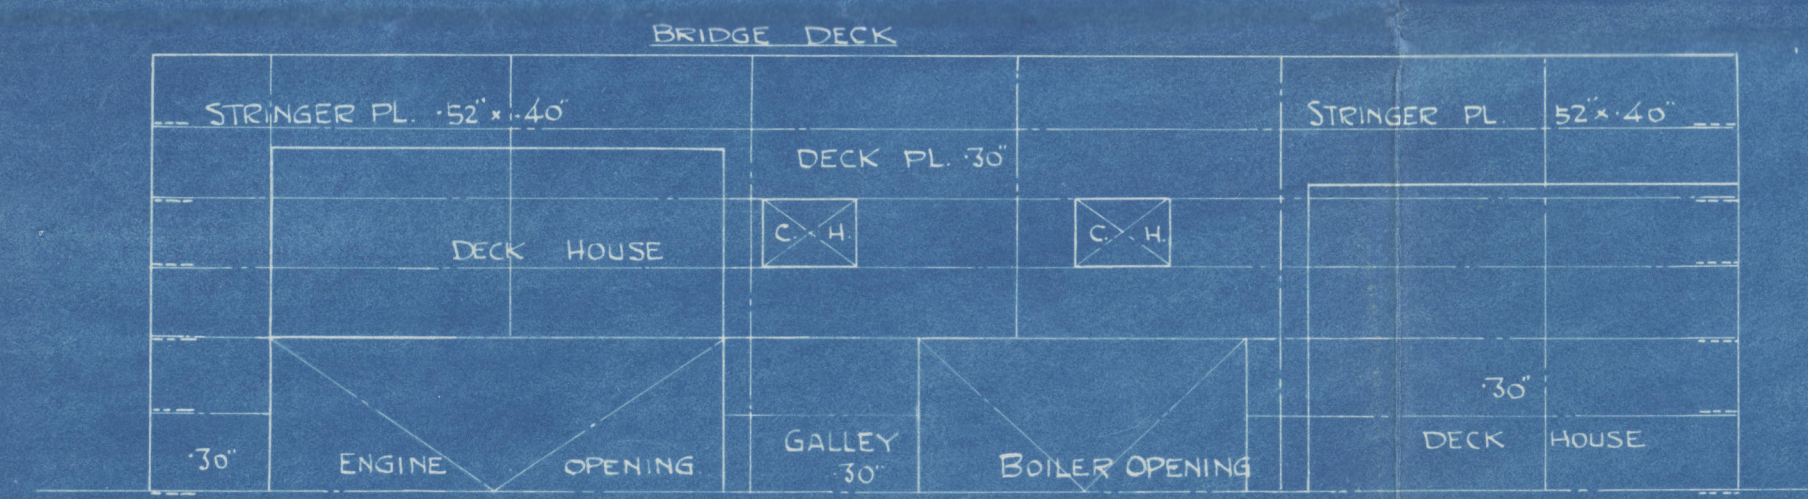 BRIDGE DECK
STRINGER PL. ·52" × ·40"
STRINGER PL. 52" × ·40"
DECK PL. ·30"
C. H.
C. H.
DECK HOUSE
·30"
GALLEY
·30"
DECK HOUSE
·30"
ENGINE OPENING
BOILER OPENING